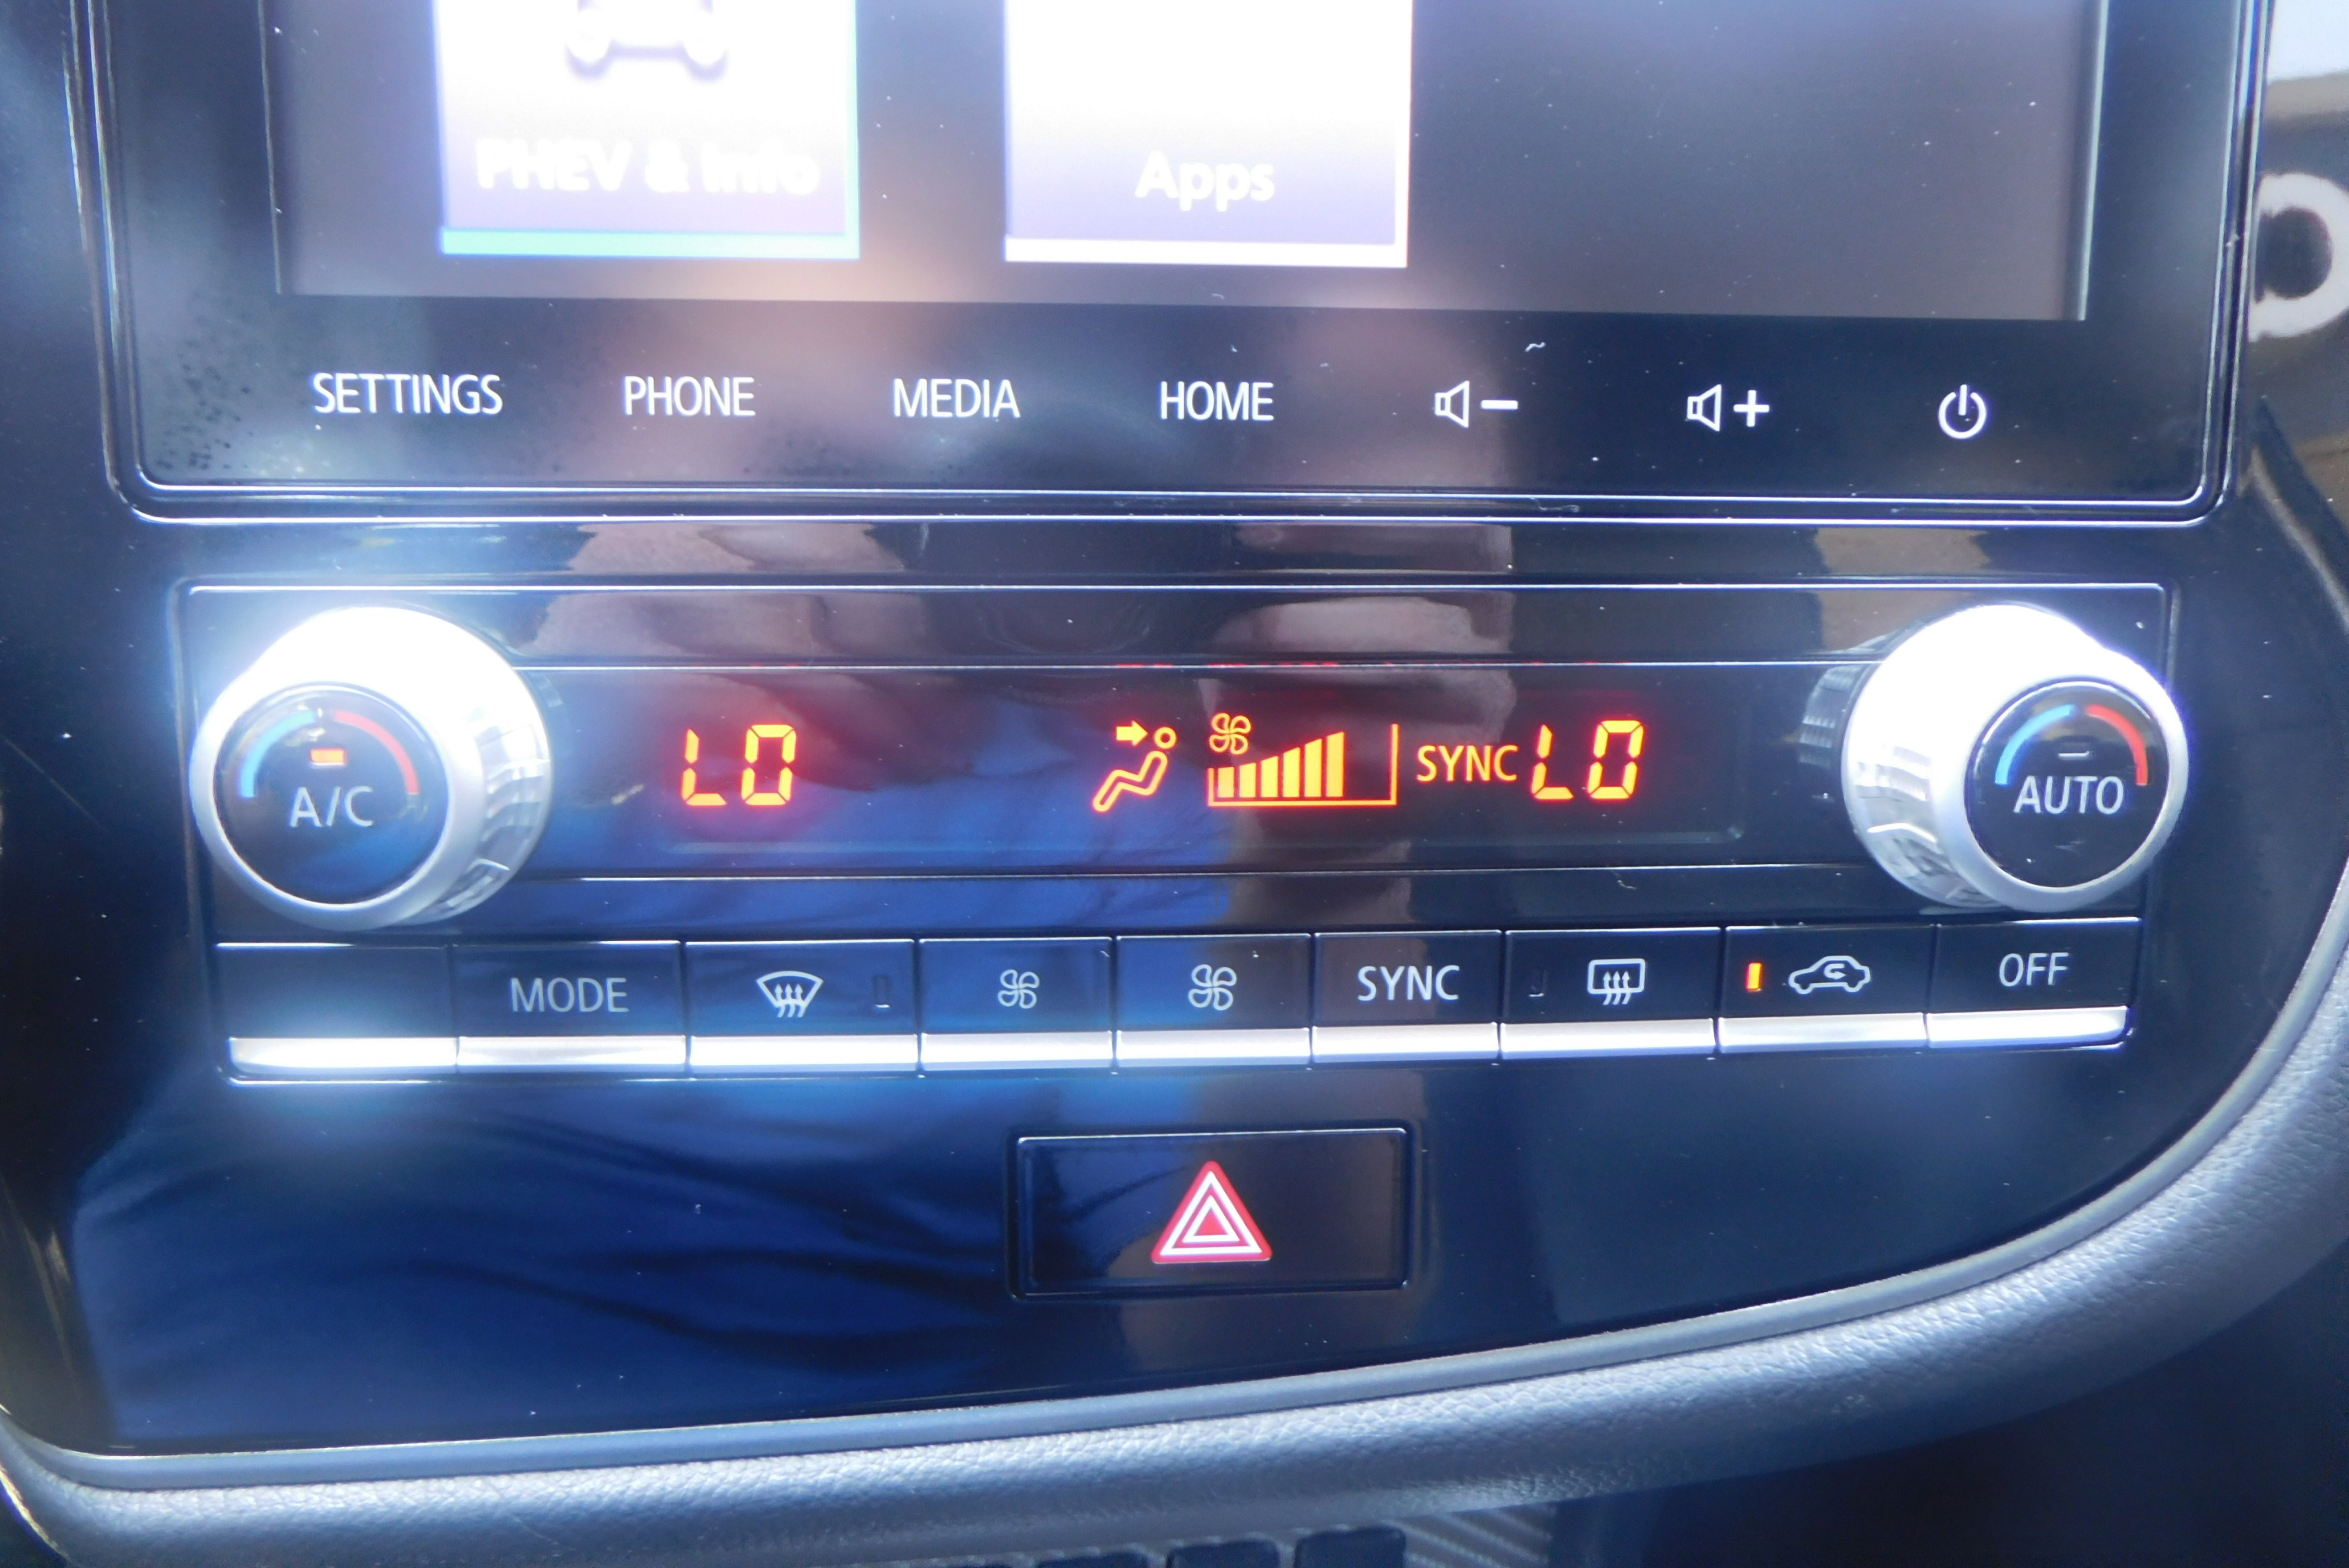 PHEV & Info
Apps
SETTINGS PHONE MEDIA HOME
LO SYNC LO
A/C
AUTO
MODE SYNC OFF